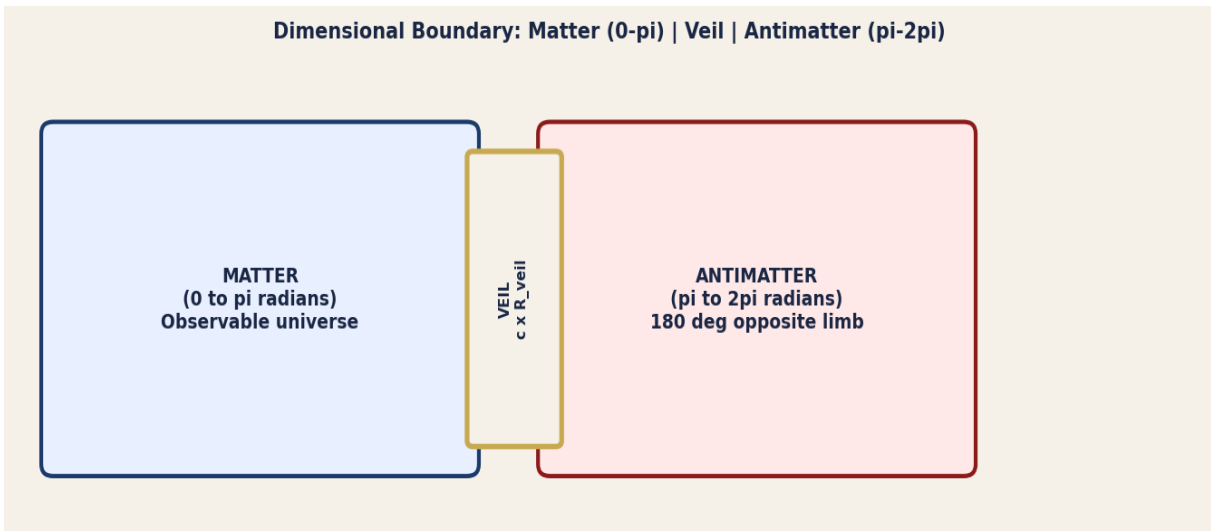 Dimensional Boundary: Matter (0-pi) | Veil | Antimatter (pi-2pi)
MATTER
(0 to pi radians)
Observable universe
VEIL
c x R_veil
ANTIMATTER
(pi to 2pi radians)
180 deg opposite limb